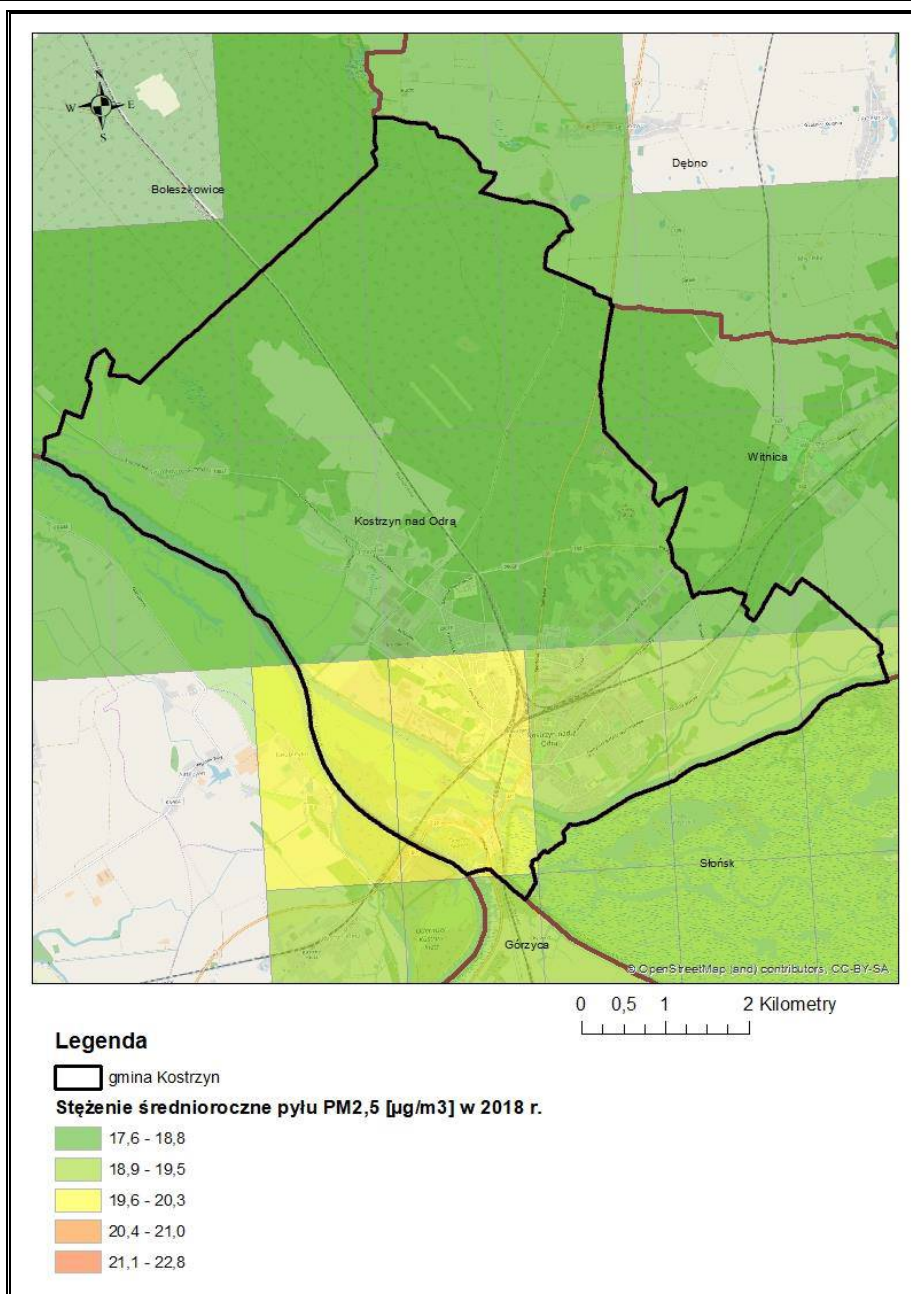 N
W E
S
Dębno
Boleszkowice
Witnica
Kostrzyn nad Odrą
Słońsk
Górzyca
© OpenStreetMap (and) contributors, CC-BY-SA
0 0,5 1 2 Kilometry
Legenda
gmina Kostrzyn
Stężenie średnioroczne pyłu PM2,5 [µg/m3] w 2018 r.
17,6 - 18,8
18,9 - 19,5
19,6 - 20,3
20,4 - 21,0
21,1 - 22,8